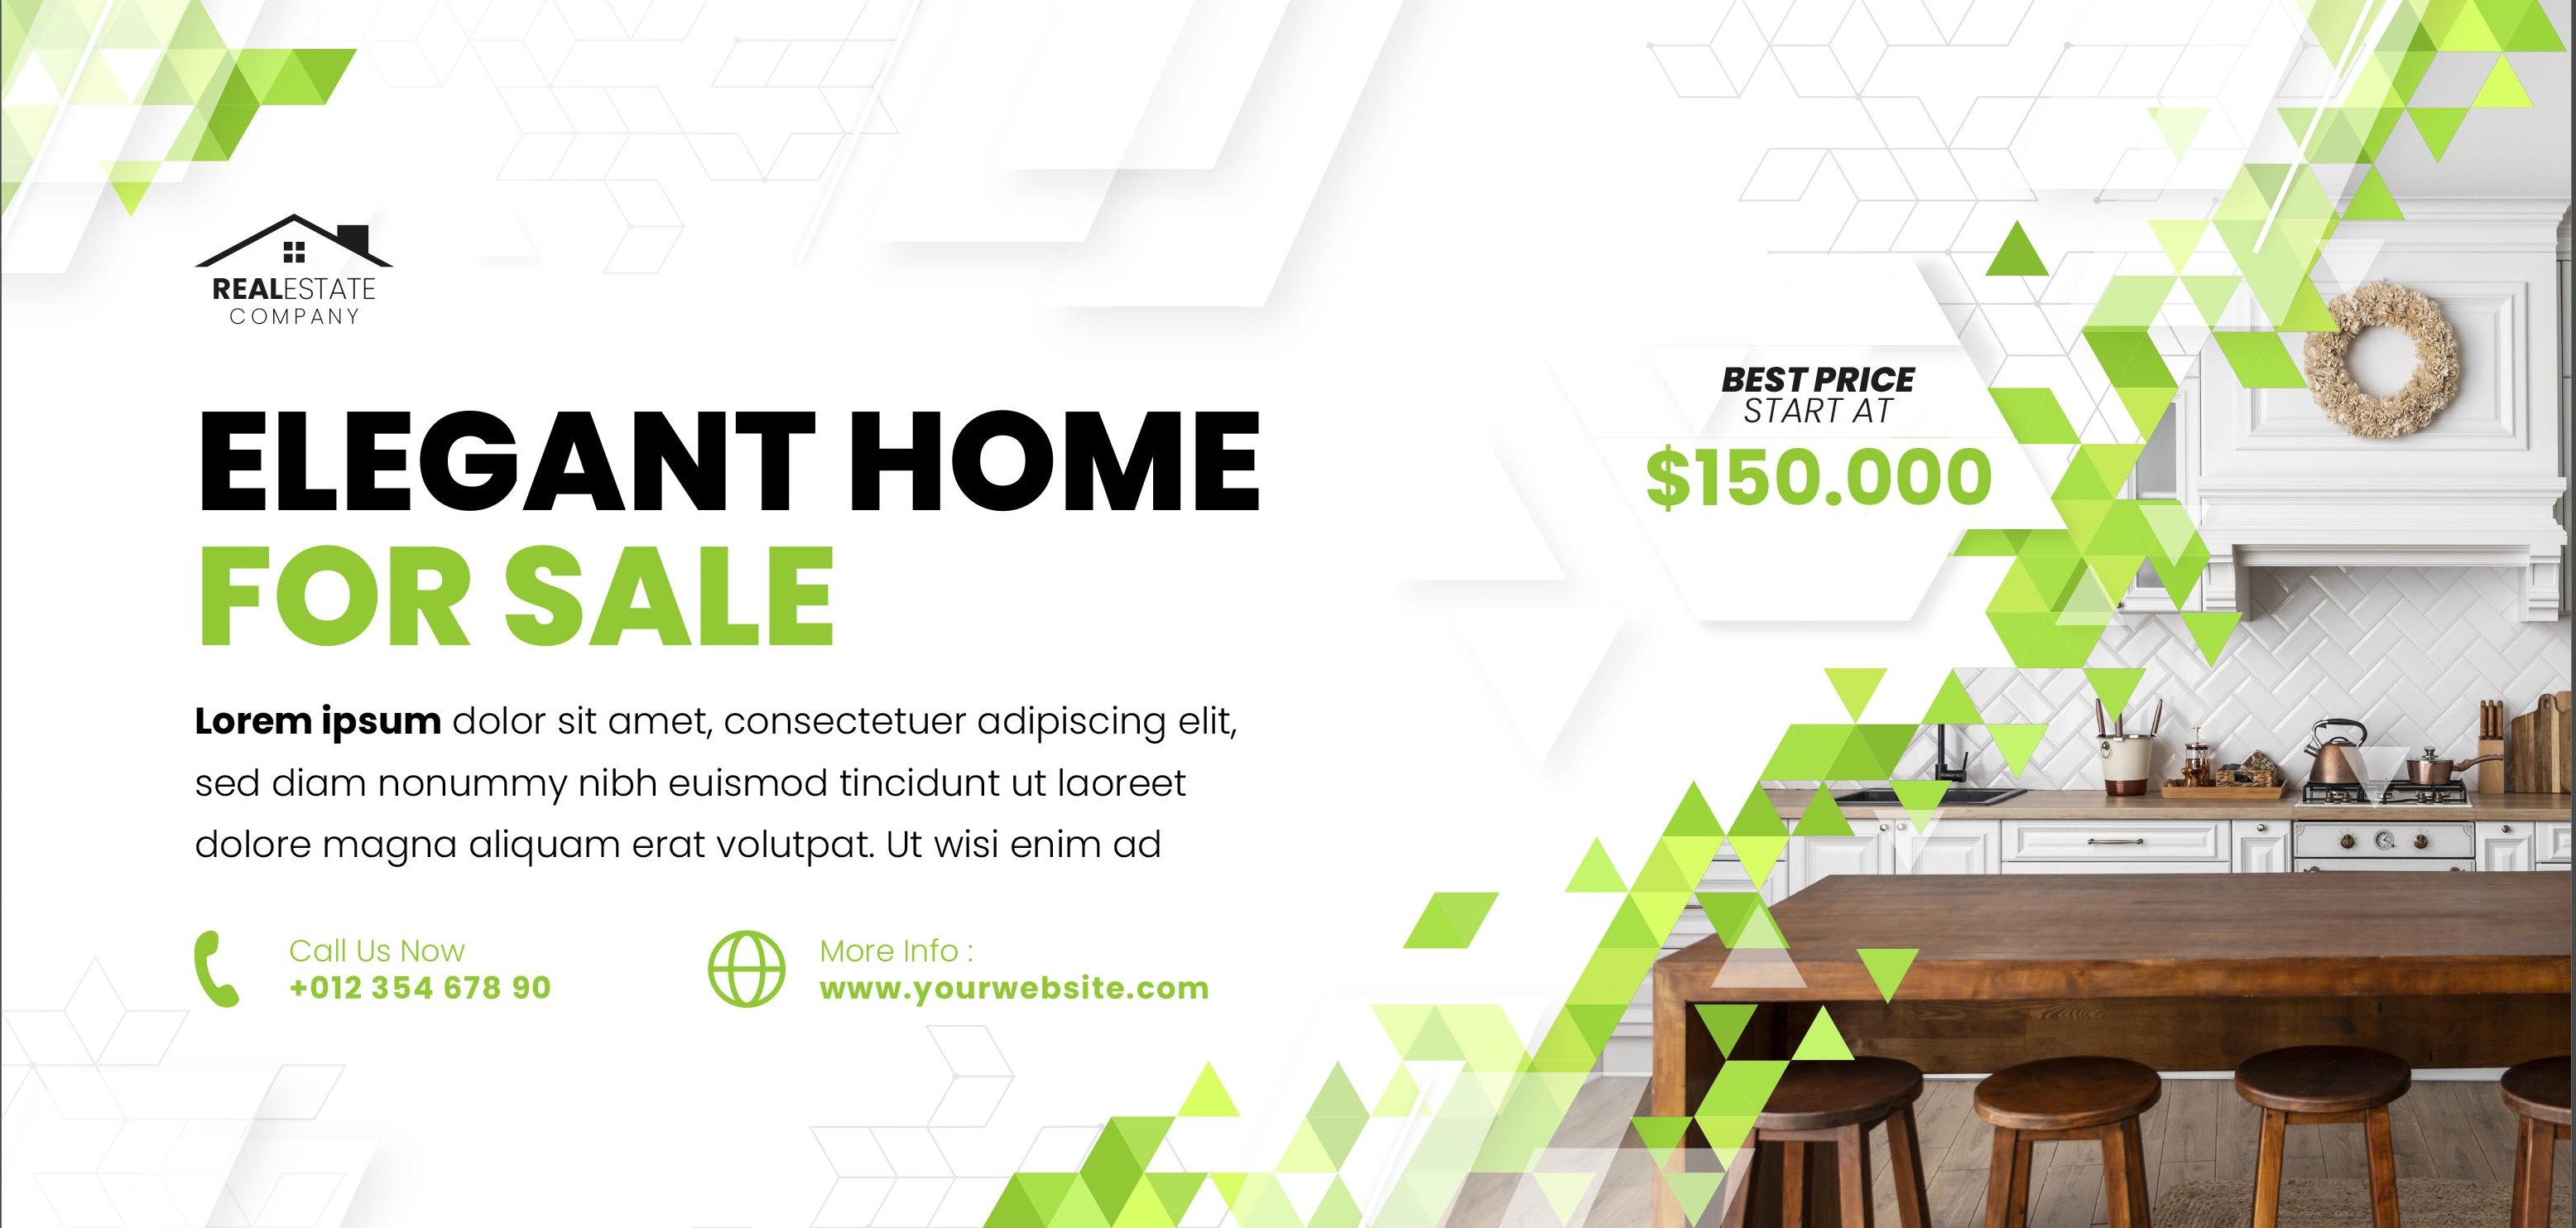 REALESTATE
COMPANY
ELEGANT HOME
FOR SALE
Lorem ipsum dolor sit amet, consectetuer adipiscing elit,
sed diam nonummy nibh euismod tincidunt ut laoreet
dolore magna aliquam erat volutpat. Ut wisi enim ad
Call Us Now
+012 354 678 90
More Info :
www.yourwebsite.com
BEST PRICE
START AT
$150.000